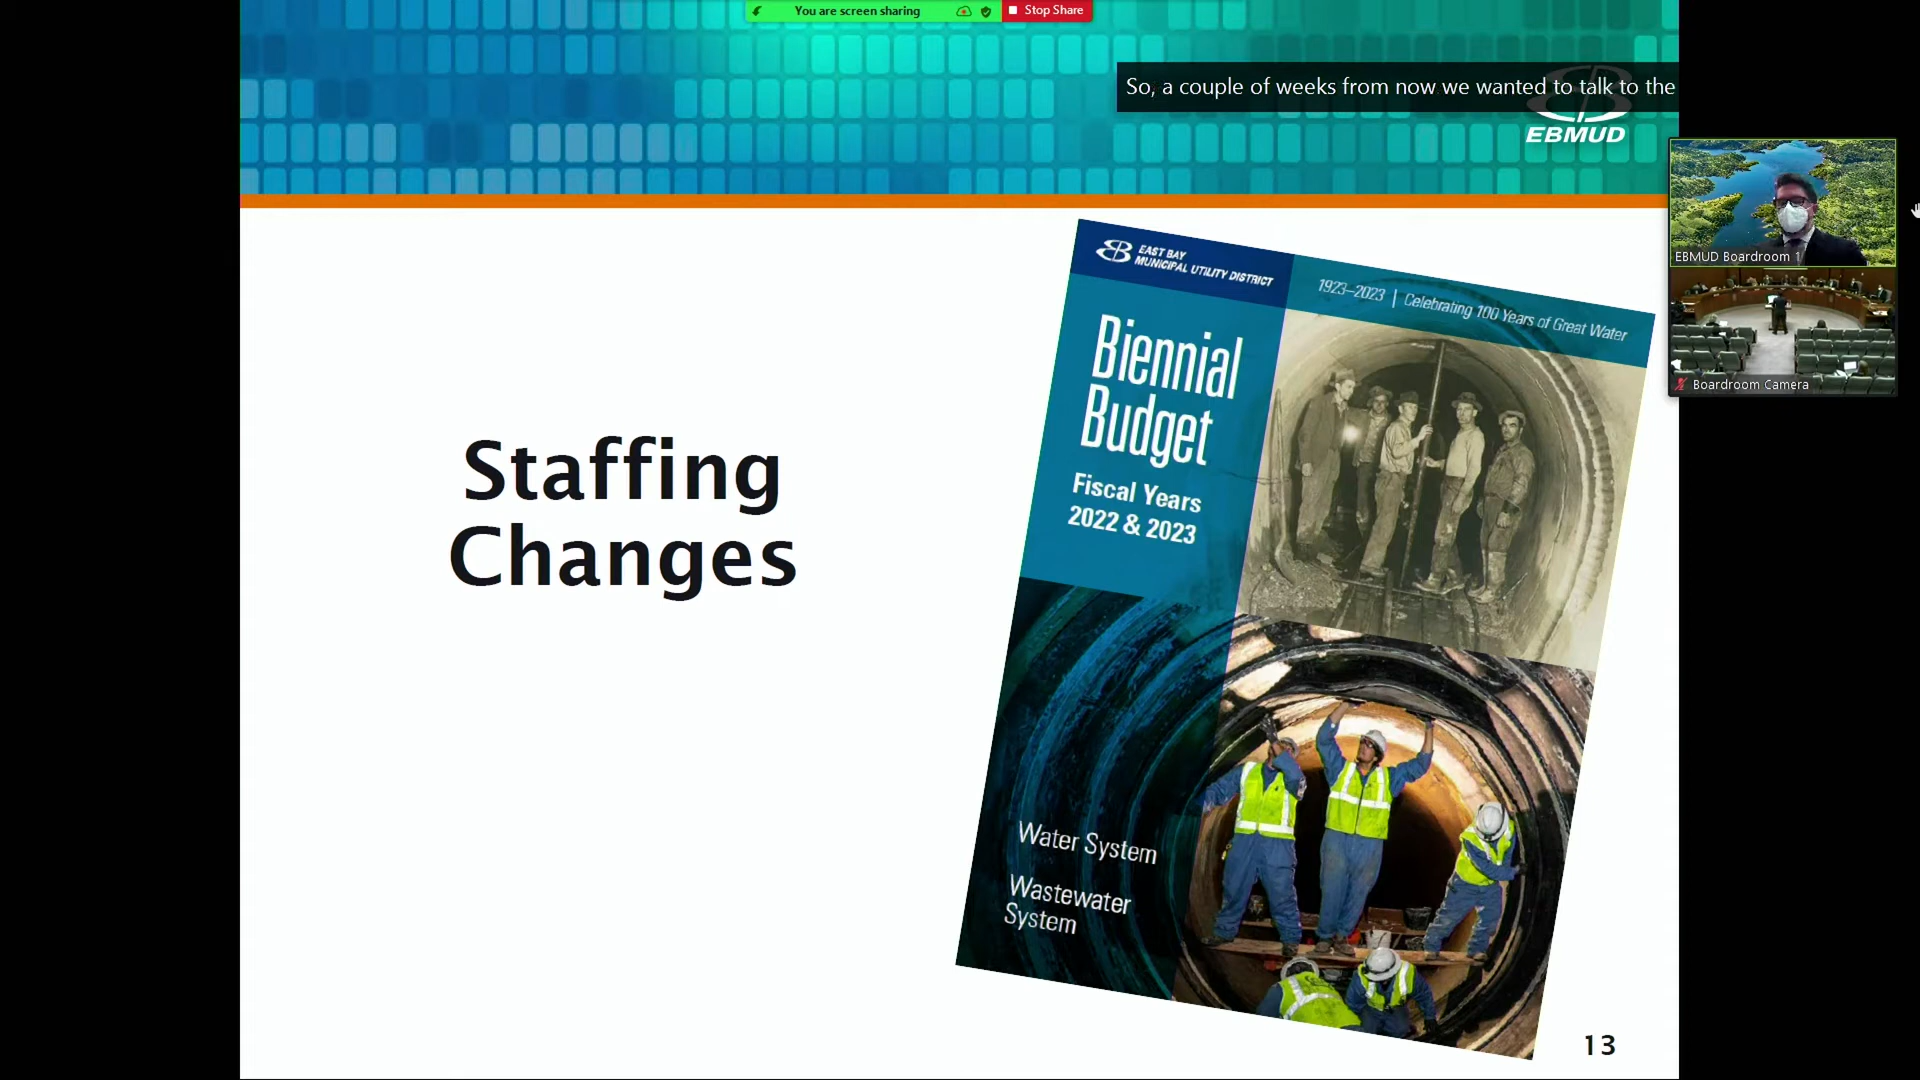 You are screen sharing
Stop Share
So, a couple of weeks from now we wanted to talk to the
EBMUD
EBMUD Boardroom 1
Boardroom Camera
EAST BAY
MUNICIPAL UTILITY DISTRICT
1923–2023 | Celebrating 100 Years of Great Water
Biennial
Budget
Fiscal Years
2022 & 2023
Staffing
Changes
Water System
Wastewater
System
13